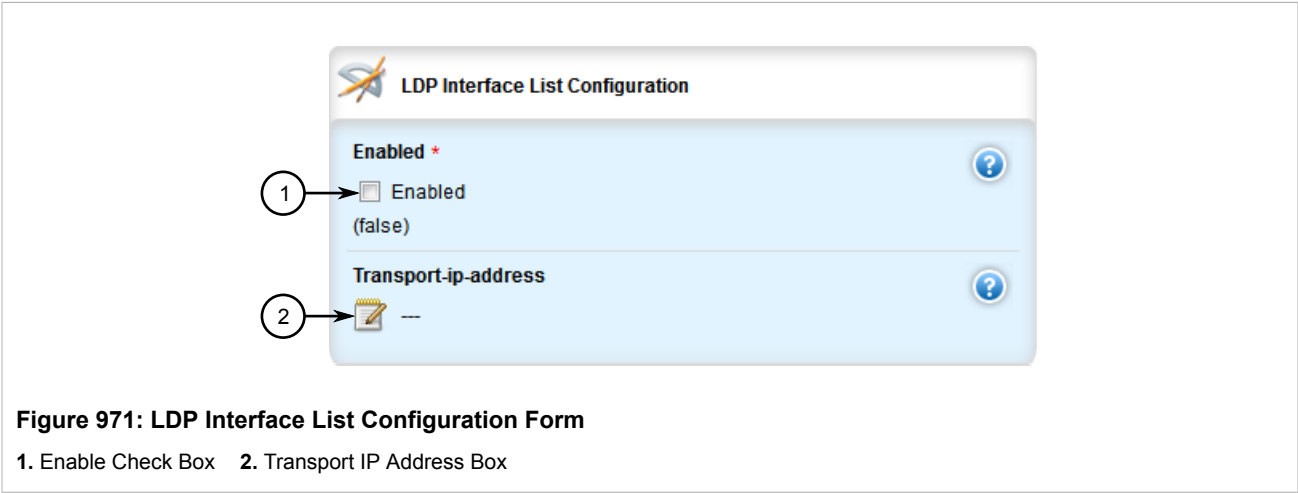 LDP Interface List Configuration
Enabled *
?
1
Enabled
(false)
Transport-ip-address
?
2
---
Figure 971: LDP Interface List Configuration Form
1. Enable Check Box 2. Transport IP Address Box